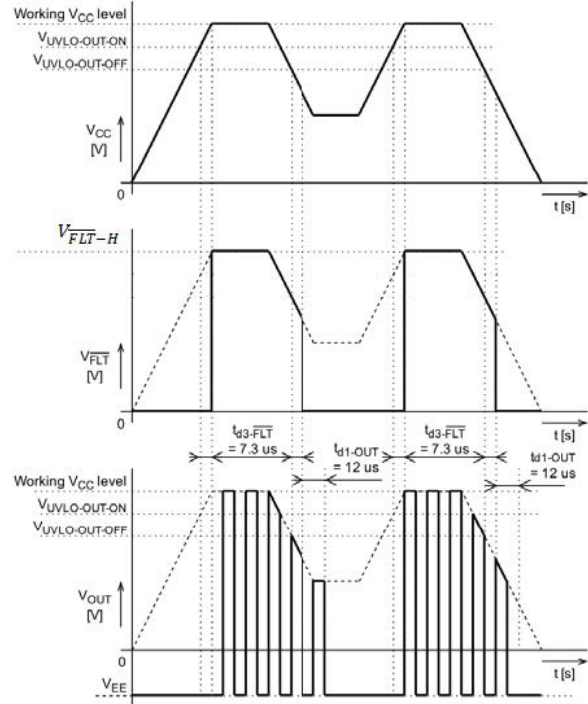 Working VCC level
VUVLO-OUT-ON
VUVLO-OUT-OFF
VCC
[V]
0
t [s]
VFLT-H
VFLT
[V]
0
t [s]
td3-FLT
= 7.3 us
td1-OUT
= 12 us
td3-FLT
= 7.3 us
td1-OUT
= 12 us
Working VCC level
VUVLO-OUT-ON
VUVLO-OUT-OFF
VOUT
[V]
0
t [s]
VEE